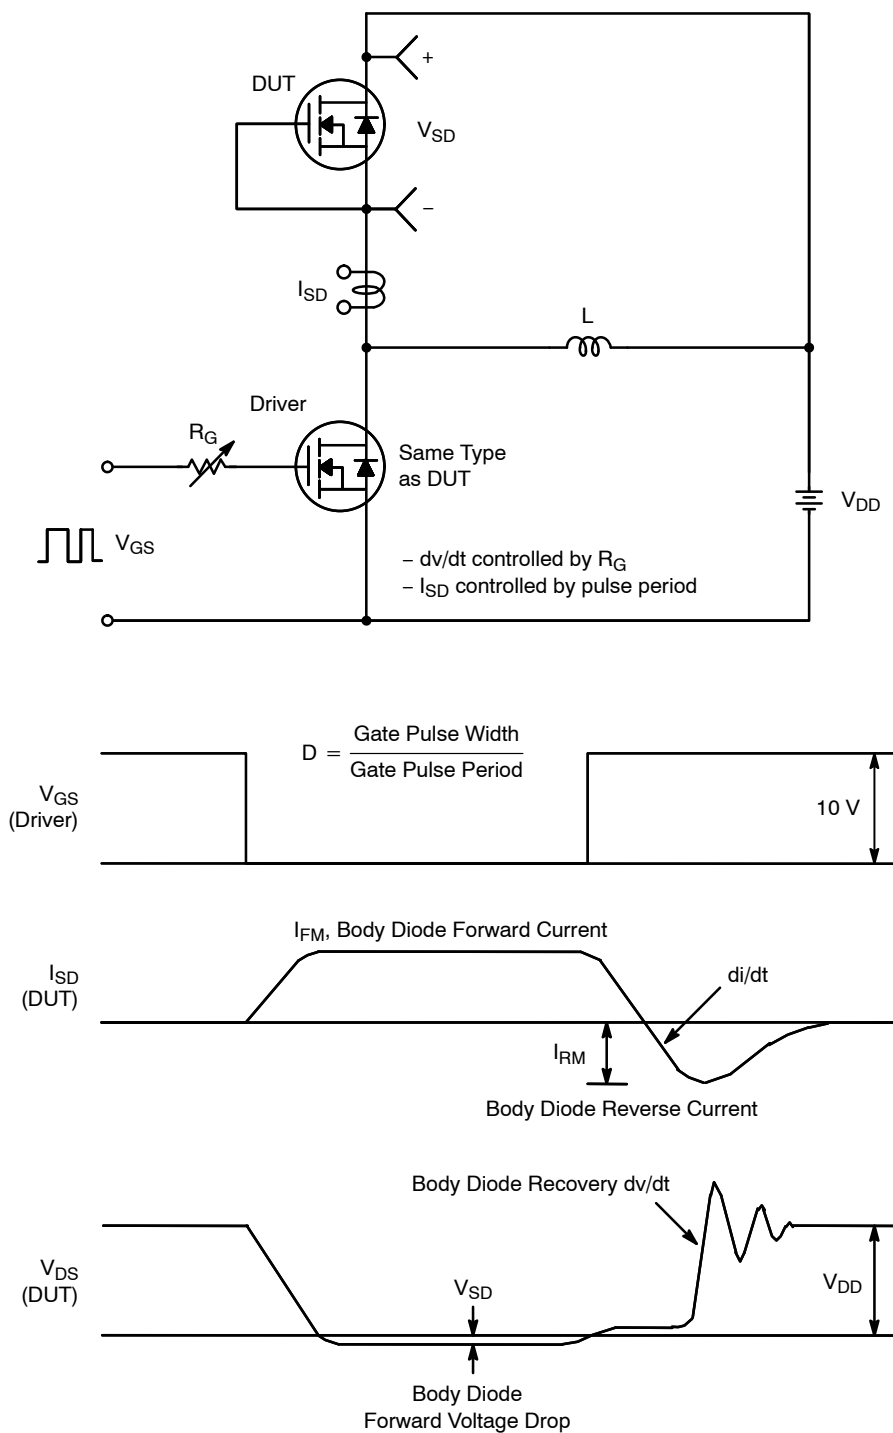 +
DUT
V_SD
−
I_SD
L
Driver
R_G
Same Type
as DUT
V_DD
V_GS
− dv/dt controlled by R_G
− I_SD controlled by pulse period
D = Gate Pulse Width
Gate Pulse Period
V_GS
(Driver)
10 V
I_FM, Body Diode Forward Current
I_SD
(DUT)
di/dt
I_RM
Body Diode Reverse Current
Body Diode Recovery dv/dt
V_DS
(DUT)
V_SD
V_DD
Body Diode
Forward Voltage Drop